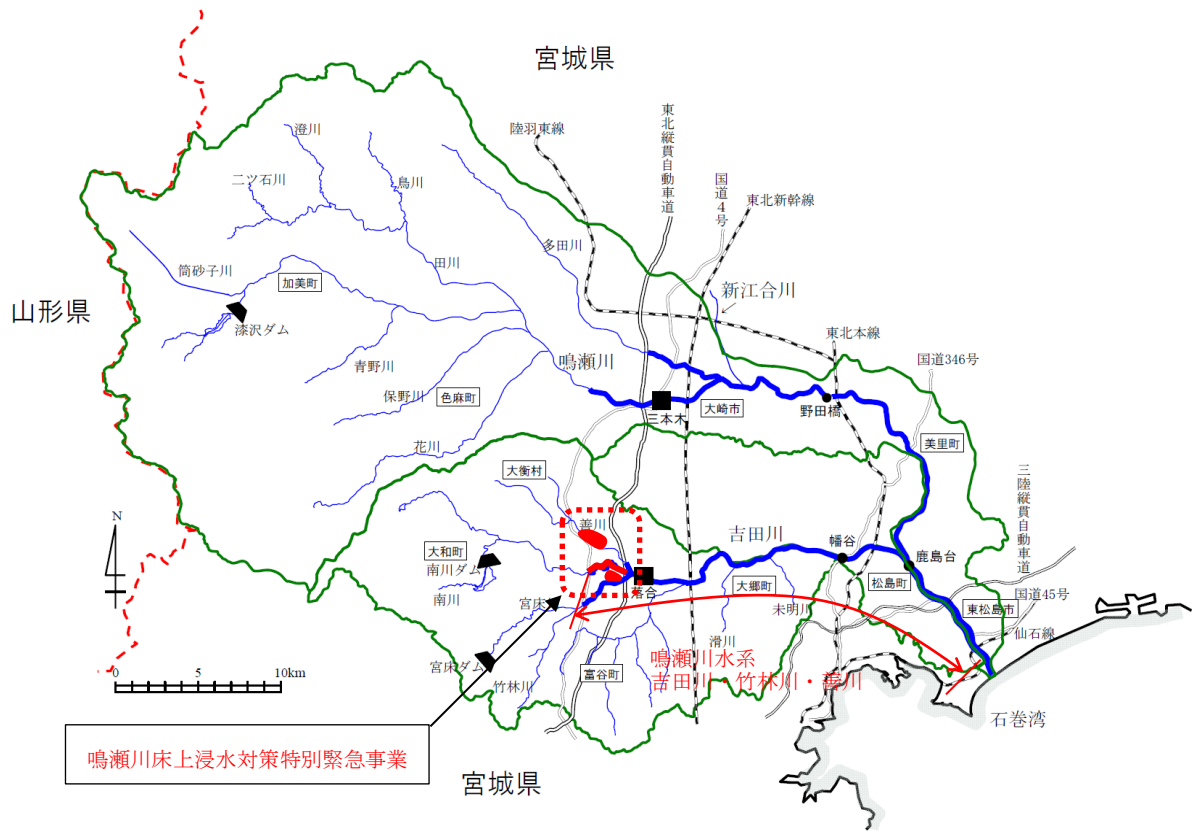 宮城県
澄川
陸羽東線
東北縦貫自動車道
国道4号
二ツ石川
鳥川
東北新幹線
多田川
筒砂子川
田川
加美町
新江合川
山形県
漆沢ダム
東北本線
鳴瀬川
国道346号
青野川
保野川
色麻町
大崎市
野田橋
三本木
花川
美里町
大衡村
三陸縦貫自動車道
N
善川
吉田川
幡谷
大和町
南川ダム
鹿島台
落合
大郷町
松島町
南川
宮床
未明川
東松島市
国道45号
滑川
仙石線
鳴瀬川水系
吉田川・竹林川・善川
宮床ダム
富谷町
0 5 10km
竹林川
石巻湾
鳴瀬川床上浸水対策特別緊急事業
宮城県